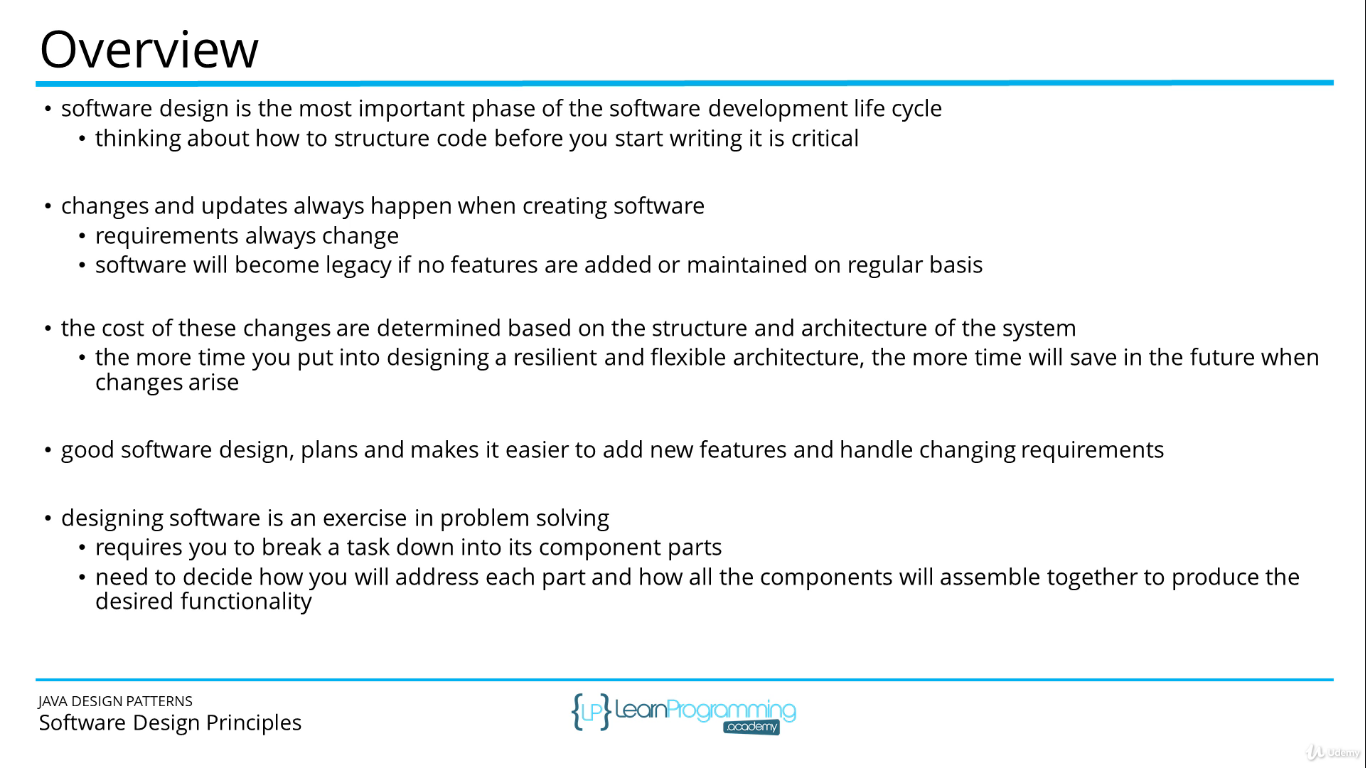 Overview
• software design is the most important phase of the software development life cycle
• thinking about how to structure code before you start writing it is critical
• changes and updates always happen when creating software
• requirements always change
• software will become legacy if no features are added or maintained on regular basis
• the cost of these changes are determined based on the structure and architecture of the system
• the more time you put into designing a resilient and flexible architecture, the more time will save in the future when
changes arise
• good software design, plans and makes it easier to add new features and handle changing requirements
• designing software is an exercise in problem solving
• requires you to break a task down into its component parts
• need to decide how you will address each part and how all the components will assemble together to produce the
desired functionality
JAVA DESIGN PATTERNS
Software Design Principles
{LP} LearnProgramming
.academy
Udemy